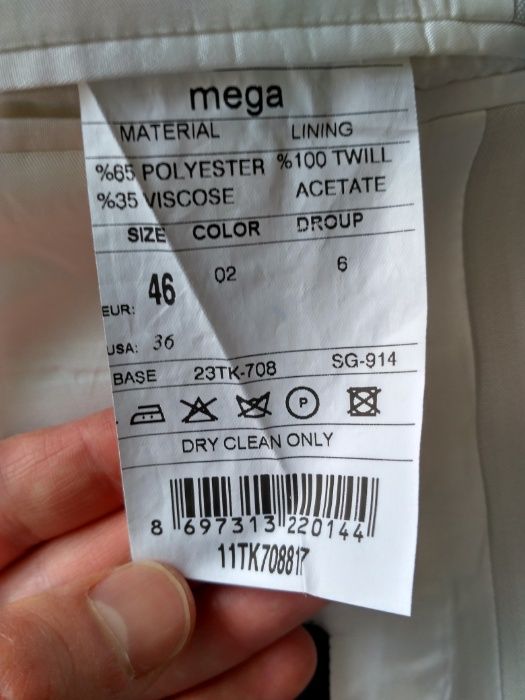 mega
MATERIAL LINING
%65 POLYESTER %100 TWILL
%35 VISCOSE ACETATE
SIZE COLOR DROUP
EUR: 46 02 6
USA: 36
BASE 23TK-708 SG-914
P
DRY CLEAN ONLY
8 697313 220144
11TK708817